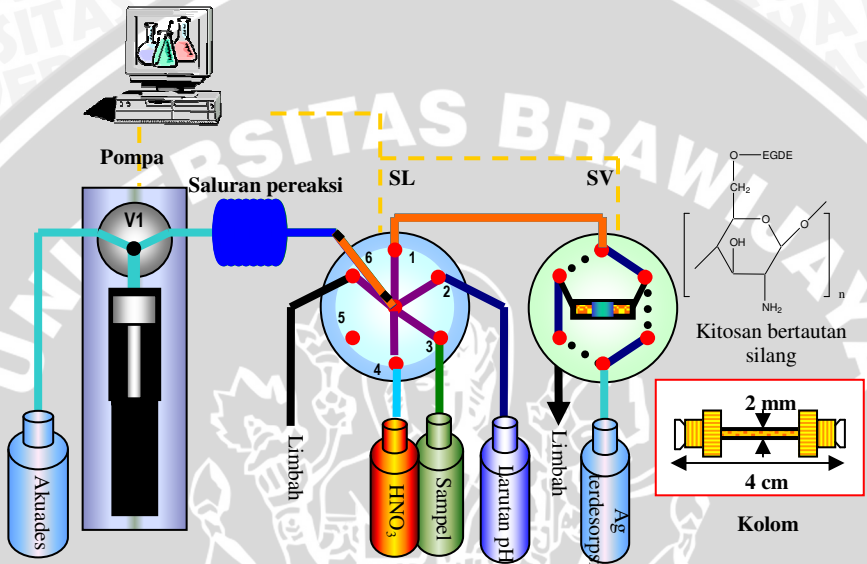 UNIVERSITAS BRAWIJAYA
Pompa
Saluran pereaksi
SL
SV
V1
1
2
3
4
5
6
O
EGDE
CH2
O
O
OH
NH2
n
Kitosan bertautan
silang
2 mm
4 cm
Kolom
Akuades
Limbah
HNO3
Sampel
Larutan pH
Limbah
Ag
terdesorpsi